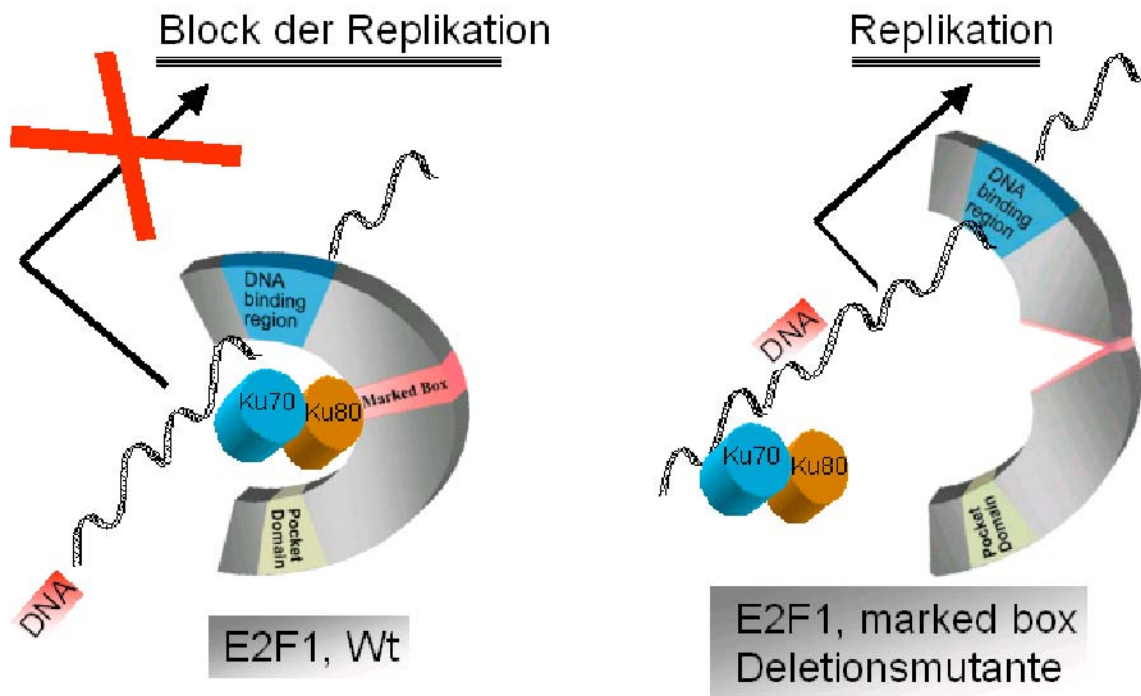 Block der Replikation
DNA
binding
region
Ku70
Ku80
Marked Box
Pocket
Domain
DNA
E2F1, Wt
Replikation
DNA
binding
region
DNA
Ku70
Ku80
Pocket
Domain
E2F1, marked box
Deletionsmutante